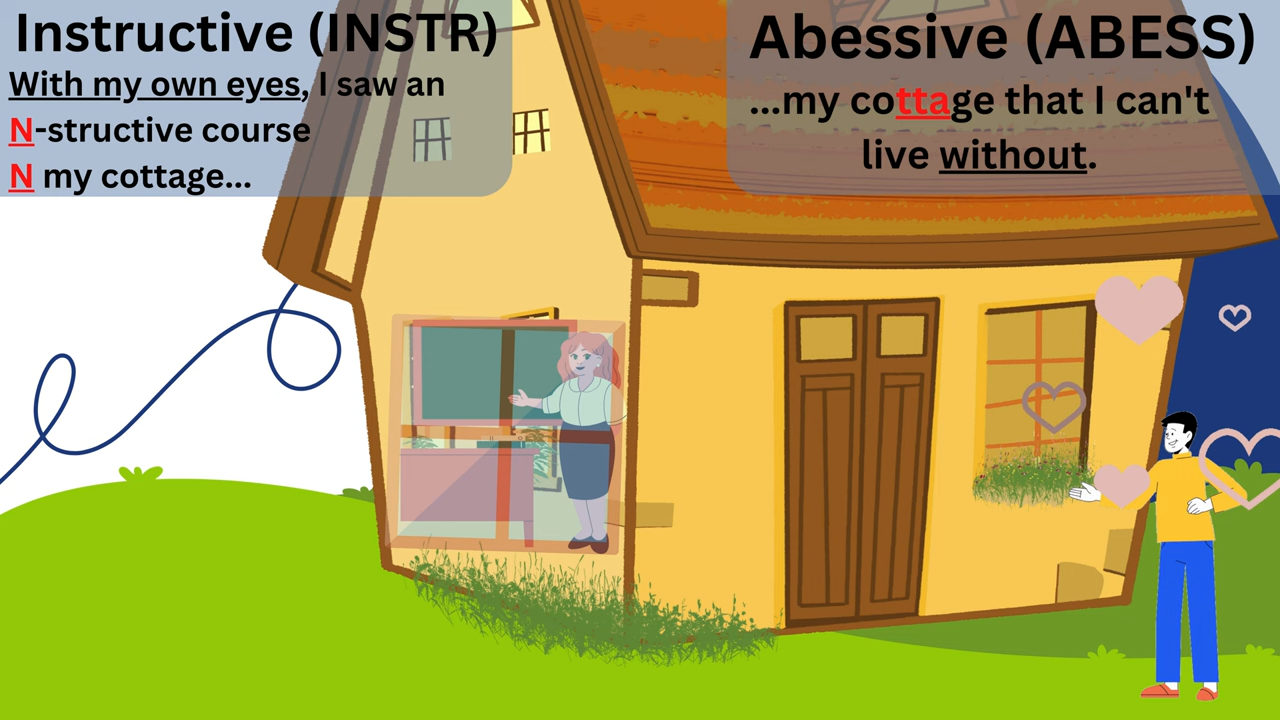 Instructive (INSTR)
With my own eyes, I saw an
N-structive course
N my cottage...
Abessive (ABESS)
...my cottage that I can't
live without.